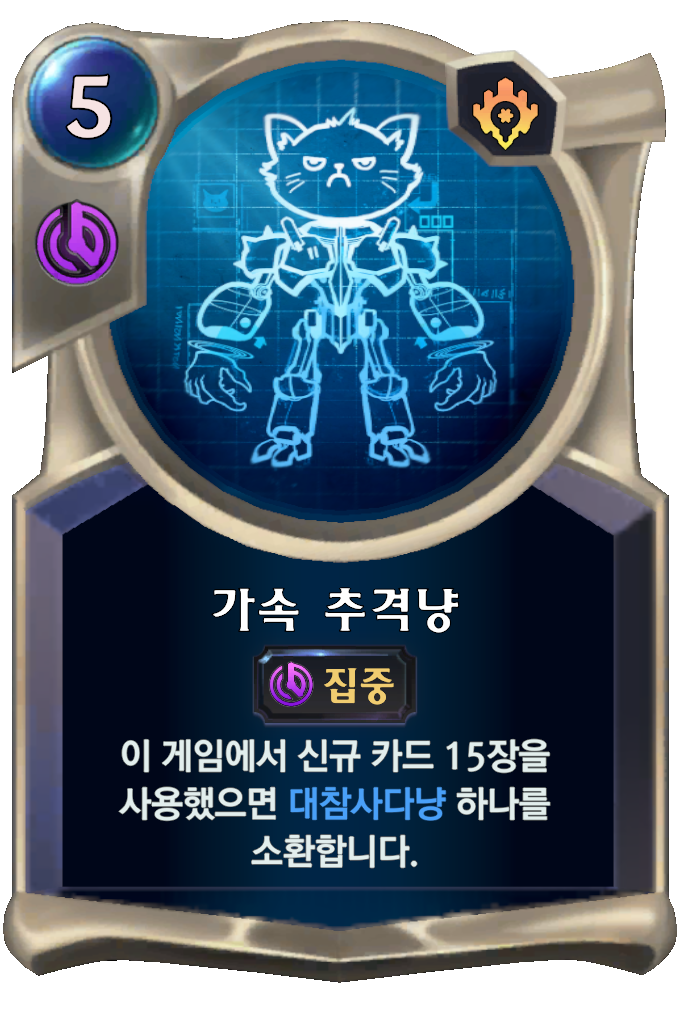 5
가속 추격냥
집중
이 게임에서 신규 카드 15장을
사용했으면 대참사다냥 하나를
소환합니다.